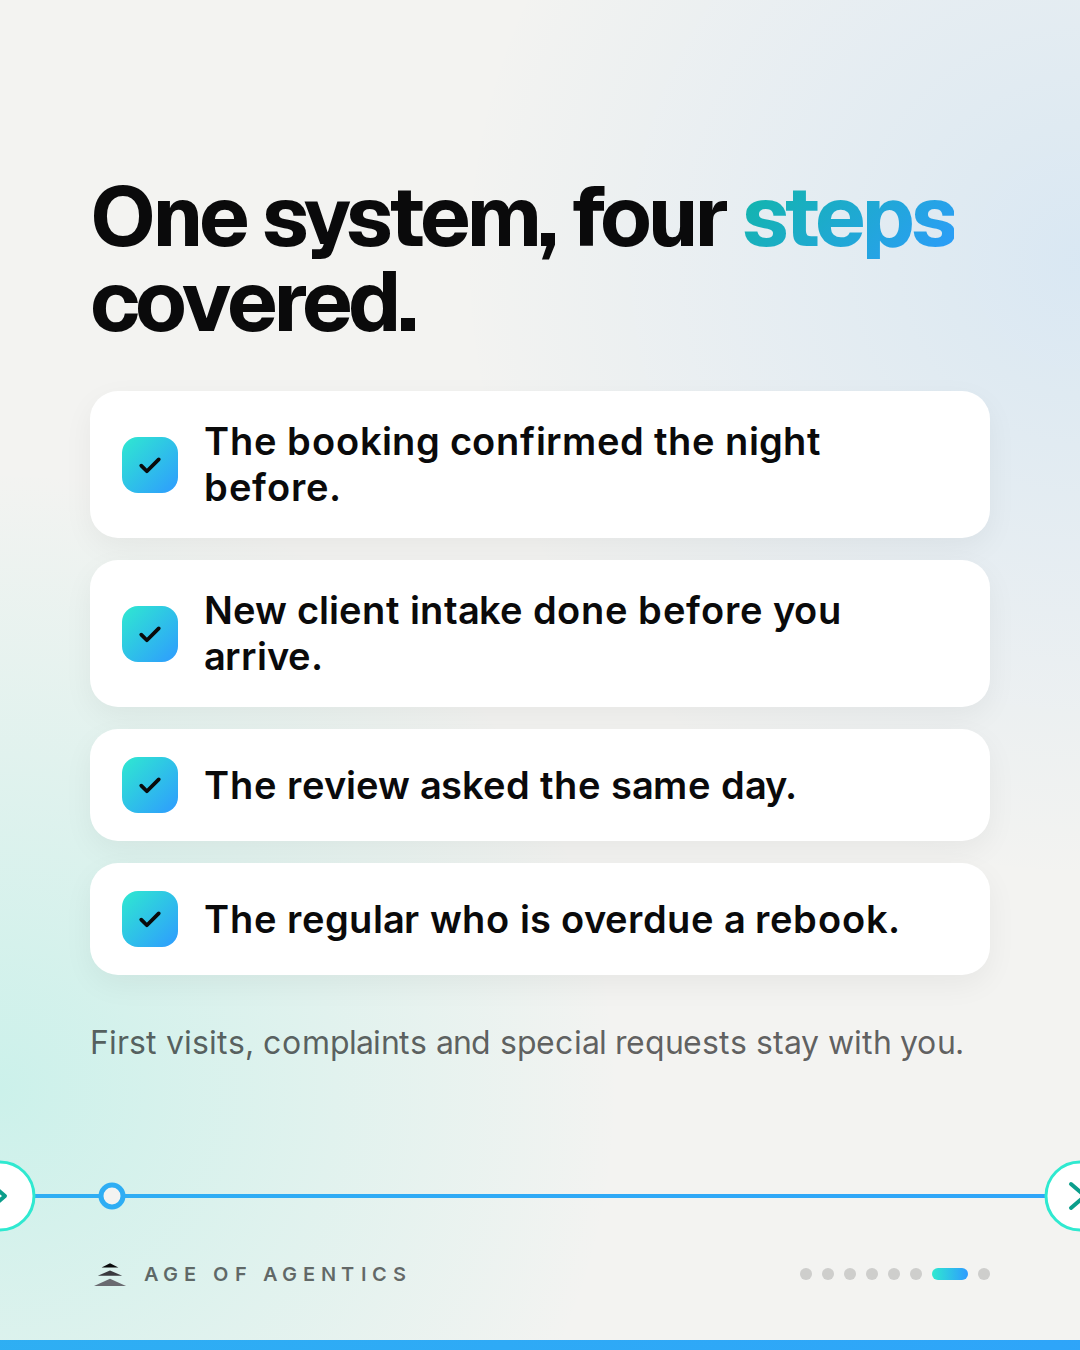 One system, four steps
covered.
The booking confirmed the night
before.
New client intake done before you
arrive.
The review asked the same day.
The regular who is overdue a rebook.
First visits, complaints and special requests stay with you.
AGE OF AGENTICS